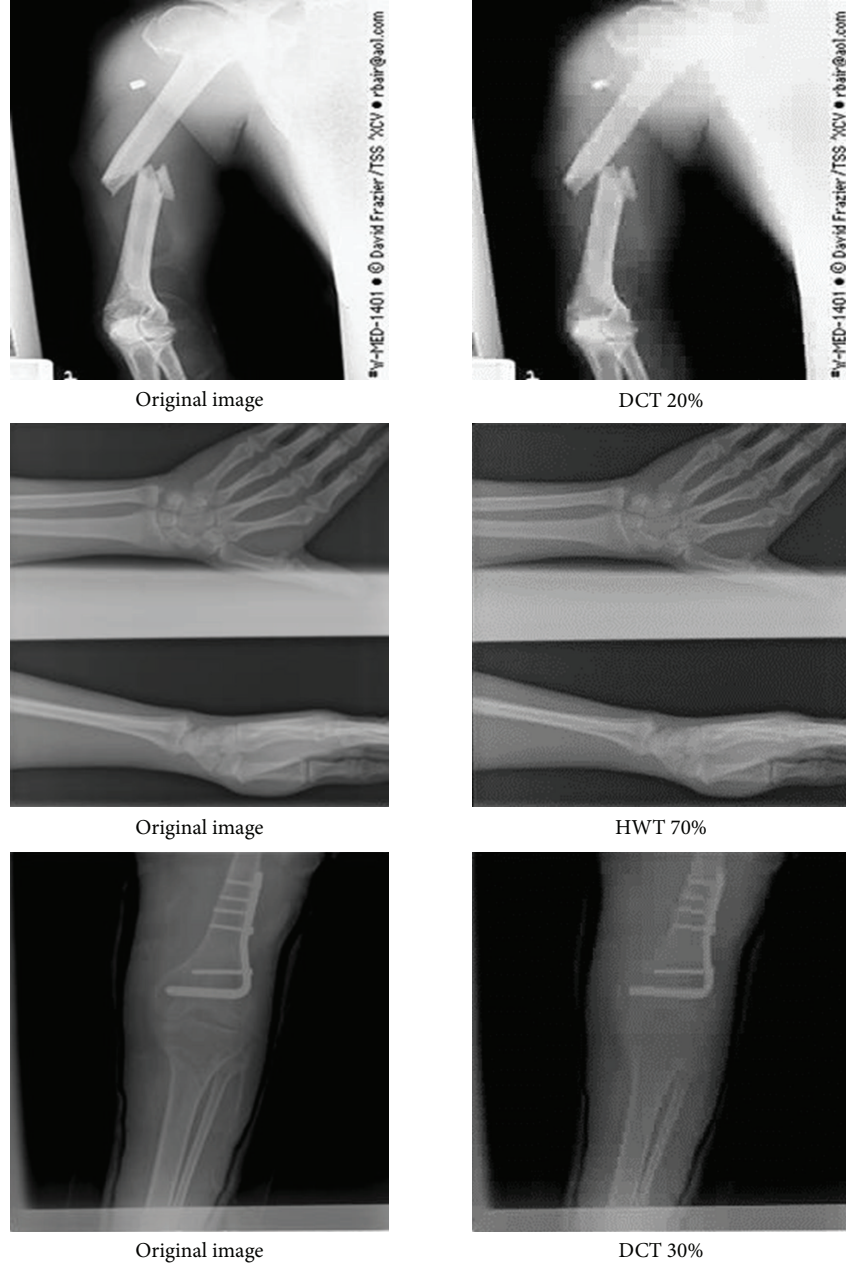 #W-MED-1401 ● © David Frazier/TSS 'XCV ● rbair@aol.com
#W-MED-1401 ● © David Frazier/TSS 'XCV ● rbair@aol.com
Original image
DCT 20%
Original image
HWT 70%
Original image
DCT 30%